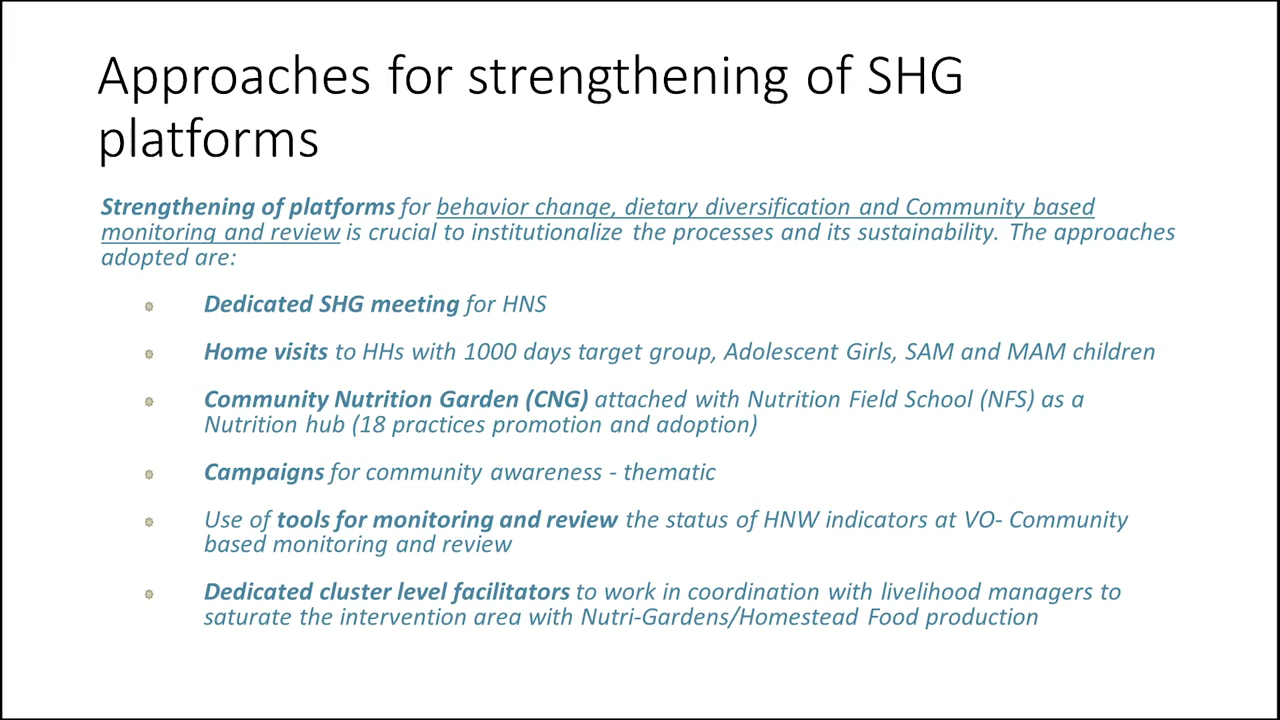 Approaches for strengthening of SHG
platforms
Strengthening of platforms for behavior change, dietary diversification and Community based
monitoring and review is crucial to institutionalize the processes and its sustainability. The approaches
adopted are:
Dedicated SHG meeting for HNS
Home visits to HHs with 1000 days target group, Adolescent Girls, SAM and MAM children
Community Nutrition Garden (CNG) attached with Nutrition Field School (NFS) as a
Nutrition hub (18 practices promotion and adoption)
Campaigns for community awareness - thematic
Use of tools for monitoring and review the status of HNW indicators at VO- Community
based monitoring and review
Dedicated cluster level facilitators to work in coordination with livelihood managers to
saturate the intervention area with Nutri-Gardens/Homestead Food production